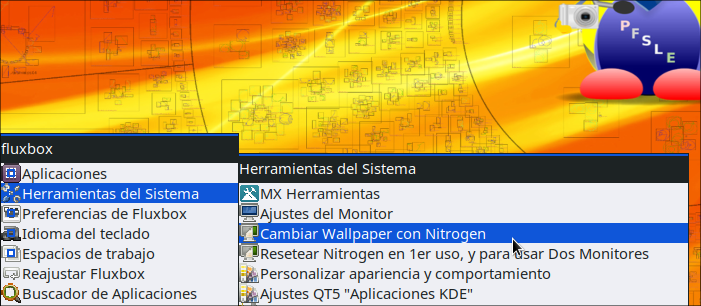 PFSLE
fluxbox
Aplicaciones
Herramientas del Sistema
Preferencias de Fluxbox
Idioma del teclado
Espacios de trabajo
Reajustar Fluxbox
Buscador de Aplicaciones
Herramientas del Sistema
MX Herramientas
Ajustes del Monitor
Cambiar Wallpaper con Nitrogen
Resetear Nitrogen en 1er uso, y para usar Dos Monitores
Personalizar apariencia y comportamiento
Ajustes QT5 "Aplicaciones KDE"